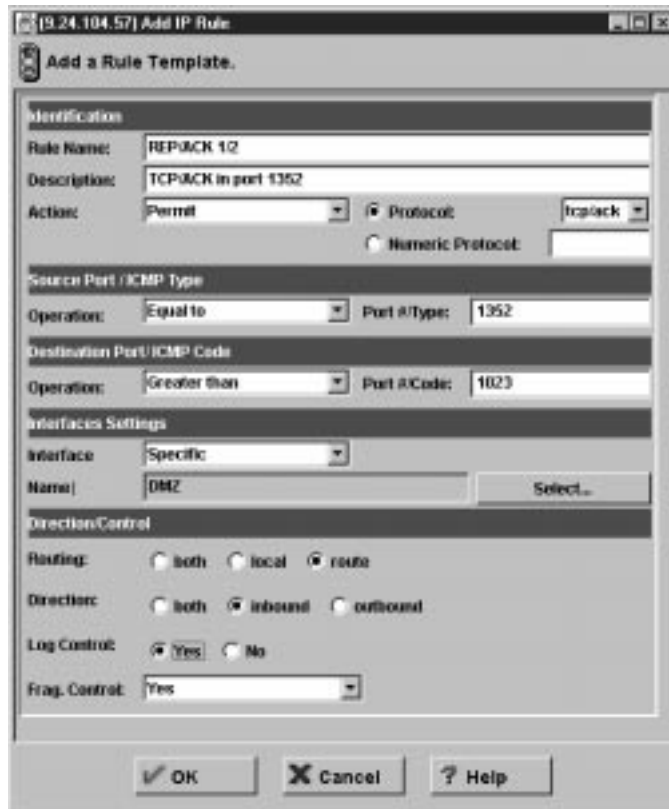 (9.24.104.57) Add IP Rule
Add a Rule Template.
Identification
Rule Name: REP/ACK 1/2
Description: TCP/ACK in port 1352
Action: Permit Protocol: tcp/ack
Numeric Protocol:
Source Port /ICMP Type
Operation: Equal to Port #/Type: 1352
Destination Port/ICMP Code
Operation: Greater than Port #/Code: 1023
Interfaces Settings
Interface Specific
Name| DMZ Select...
Direction/Control
Routing: both local route
Direction: both inbound outbound
Log Control: Yes No
Frag. Control: Yes
OK Cancel ? Help